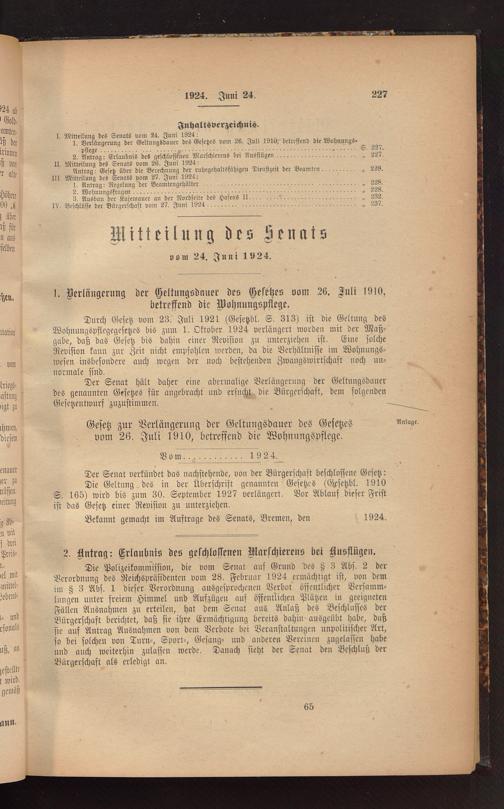 1924. Juni 24.
227
Inhaltsverzeichnis.
I. Mitteilung des Senats vom 24. Juni 1924:
1. Verlängerung der Geltungsdauer des Gesetzes vom 26. Juli 1910, betreffend die Wohnungs-
pflege S. 227.
2. Antrag: Erlaubnis des geschlossenen Marschierens bei Ausflügen „ 227.
II. Mitteilung des Senats vom 26. Juni 1924:
Antrag: Gesetz über die Berechnung der ruhegehaltsfähigen Dienstzeit der Beamten „ 228.
III. Mitteilung des Senats vom 27. Juni 1924:
1. Antrag: Regelung der Beamtengehälter „ 228.
2. Wohnungsfragen „ 228.
3. Ausbau der Kajemauer an der Nordseite des Hafens II „ 232.
IV. Beschlüsse der Bürgerschaft vom 27. Juni 1924 „ 237.
Mitteilung des Senats
vom 24. Juni 1924.
1. Verlängerung der Geltungsdauer des Gesetzes vom 26. Juli 1910,
betreffend die Wohnungspflege.
Durch Gesetz vom 23. Juli 1921 (Gesetzbl. S. 313) ist die Geltung des
Wohnungspflegegesetzes bis zum 1. Oktober 1924 verlängert worden mit der Maß-
gabe, daß das Gesetz bis dahin einer Revision zu unterziehen ist. Eine solche
Revision kann zur Zeit nicht empfohlen werden, da die Verhältnisse im Wohnungs-
wesen insbesondere auch wegen der noch bestehenden Zwangswirtschaft noch un-
normale sind.
Der Senat hält daher eine abermalige Verlängerung der Geltungsdauer
des genannten Gesetzes für angebracht und ersucht die Bürgerschaft, dem folgenden
Gesetzentwurf zuzustimmen.
Gesetz zur Verlängerung der Geltungsdauer des Gesetzes
Anlage.
vom 26. Juli 1910, betreffend die Wohnungspflege.
Vom ........... 1924.
Der Senat verkündet das nachstehende, von der Bürgerschaft beschlossene Gesetz:
Die Geltung des in der Überschrift genannten Gesetzes (Gesetzbl. 1910
S. 165) wird bis zum 30. September 1927 verlängert. Vor Ablauf dieser Frist
ist das Gesetz einer Revision zu unterziehen.
Bekannt gemacht im Auftrage des Senats, Bremen, den 1924.
2. Antrag: Erlaubnis des geschlossenen Marschierens bei Ausflügen.
Die Polizeikommission, die vom Senat auf Grund des § 3 Abs. 2 der
Verordnung des Reichspräsidenten vom 28. Februar 1924 ermächtigt ist, von dem
im § 3 Abs. 1 dieser Verordnung ausgesprochenen Verbot öffentlicher Versamm-
lungen unter freiem Himmel und Aufzügen auf öffentlichen Plätzen in geeigneten
Fällen Ausnahmen zu erteilen, hat dem Senat aus Anlaß des Beschlusses der
Bürgerschaft berichtet, daß sie ihre Ermächtigung bereits dahin ausgeübt habe, daß
sie auf Antrag Ausnahmen von dem Verbote bei Veranstaltungen unpolitischer Art,
so bei solchen von Turn-, Sport-, Gesang- und anderen Vereinen zugelassen habe
und auch weiterhin zulassen werde. Danach sieht der Senat den Beschluß der
Bürgerschaft als erledigt an.
65